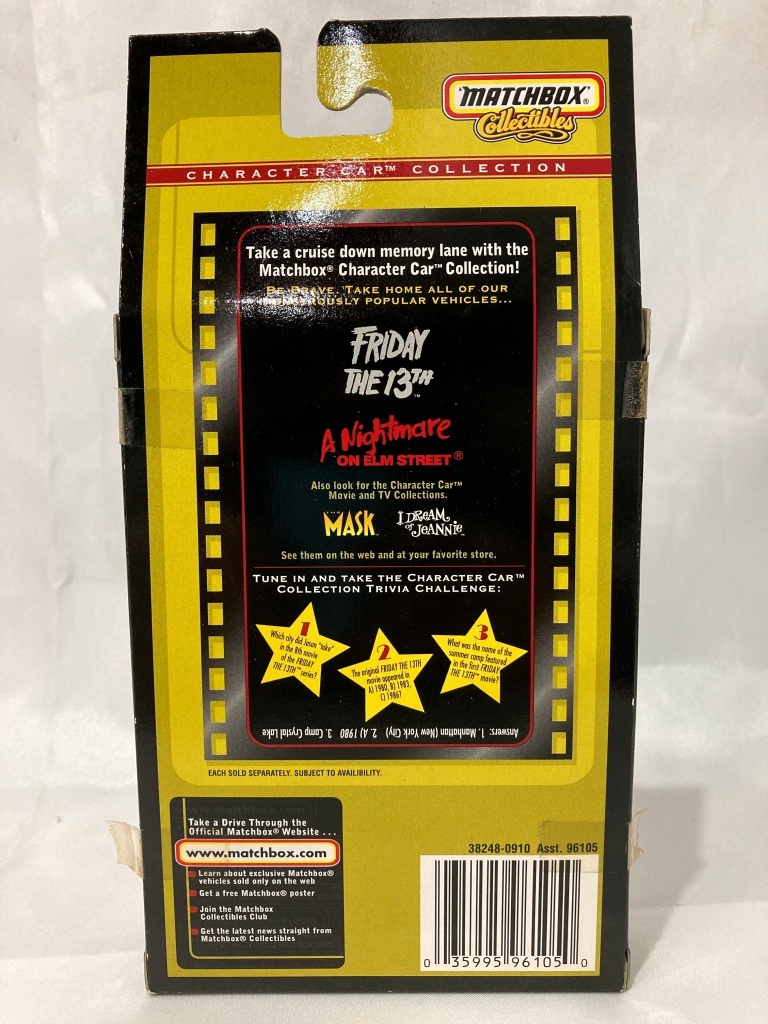 MATCHBOX®
Collectibles
CHARACTER CAR™ COLLECTION
Take a cruise down memory lane with the
Matchbox® Character Car™ Collection!
BE BRAVE. TAKE HOME ALL OF OUR
MONSTROUSLY POPULAR VEHICLES...
FRIDAY
THE 13TH™
A Nightmare
ON ELM STREET®
Also look for the Character Car™
Movie and TV Collections.
THE MASK™ I DREAM of JEANNIE™
See them on the web and at your favorite store.
TUNE IN AND TAKE THE CHARACTER CAR™
COLLECTION TRIVIA CHALLENGE:
1
Which city did Jason "take"
in the 8th movie
of the FRIDAY
THE 13TH™ series?
2
The original FRIDAY THE 13TH
movie appeared in
A) 1980, B) 1983,
C) 1986?
3
What was the name of the
summer camp featured
in the first FRIDAY
THE 13TH™ movie?
Answers: 1. Manhattan (New York City) 2. A) 1980 3. Camp Crystal Lake
EACH SOLD SEPARATELY. SUBJECT TO AVAILIBILITY.
Take a Drive Through the
Official Matchbox® Website ...
www.matchbox.com
Learn about exclusive Matchbox®
vehicles sold only on the web
Get a free Matchbox® poster
Join the Matchbox
Collectibles Club
Get the latest news straight from
Matchbox® Collectibles
38248-0910 Asst. 96105
0 35995 96105 0